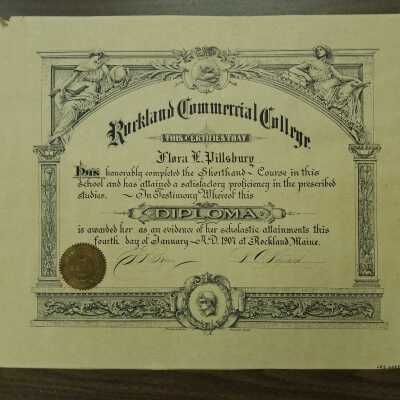 Rockland Commercial College.
THIS CERTIFIES THAT
Flora E. Pillsbury
Has honorably completed the Shorthand Course in this
School and has attained a satisfactory proficiency in the prescribed
studies. In Testimony Whereof this
DIPLOMA
is awarded her as an evidence of her scholastic attainments this
fourth day of January A.D. 1907 at Rockland, Maine.